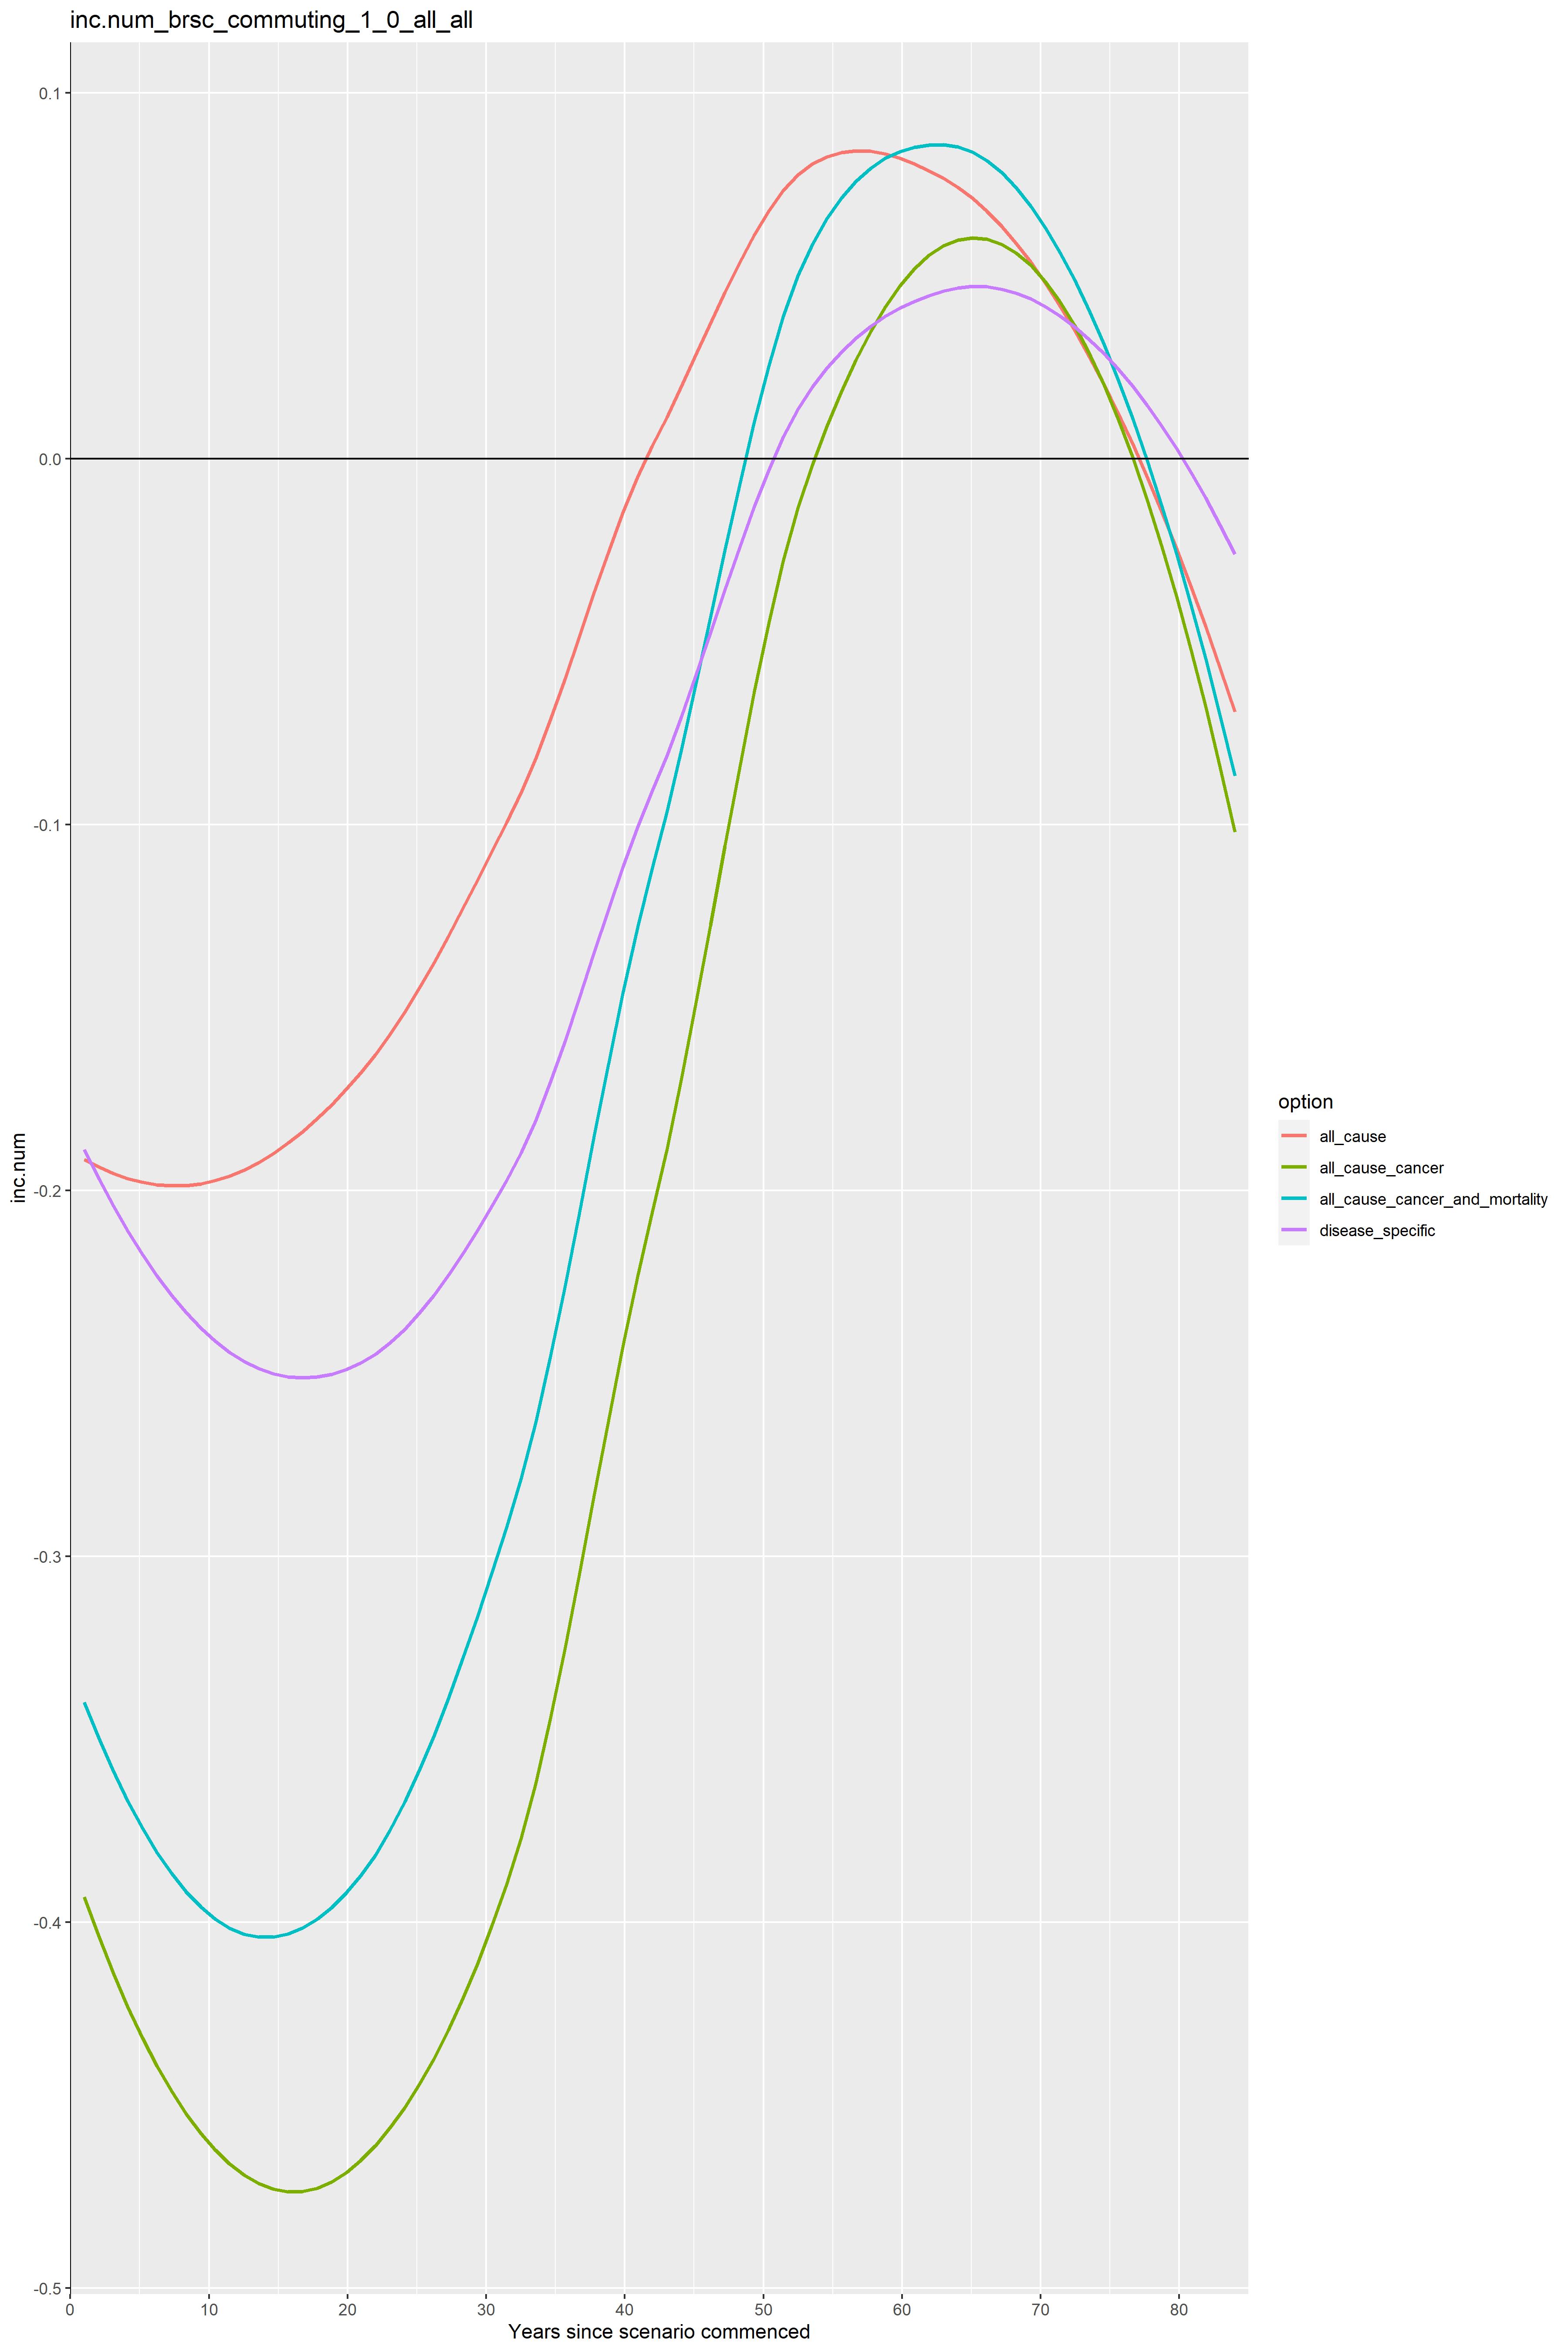 inc.num_brsc_commuting_1_0_all_all
0.1
0.0
-0.1
-0.2
-0.3
-0.4
-0.5
inc.num
0 10 20 30 40 50 60 70 80
Years since scenario commenced
option
all_cause
all_cause_cancer
all_cause_cancer_and_mortality
disease_specific